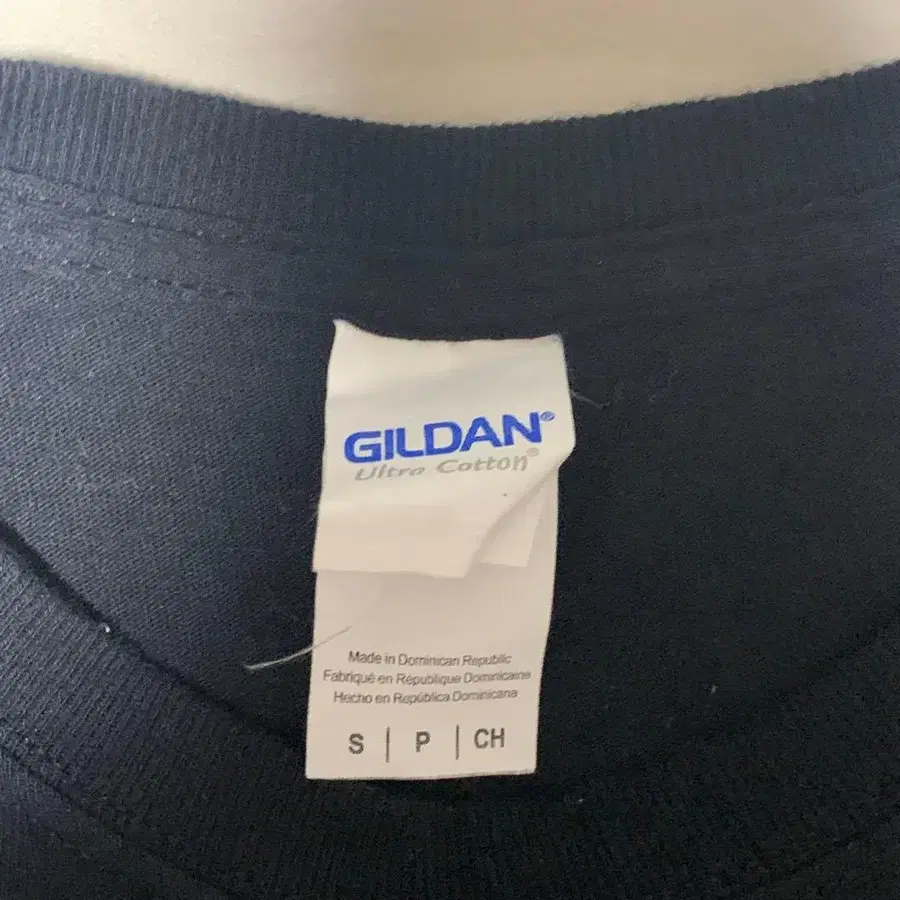 GILDAN®
Ultra Cotton®
Made in Dominican Republic
Fabriqué en République Dominicaine
Hecho en República Dominicana
S | P | CH